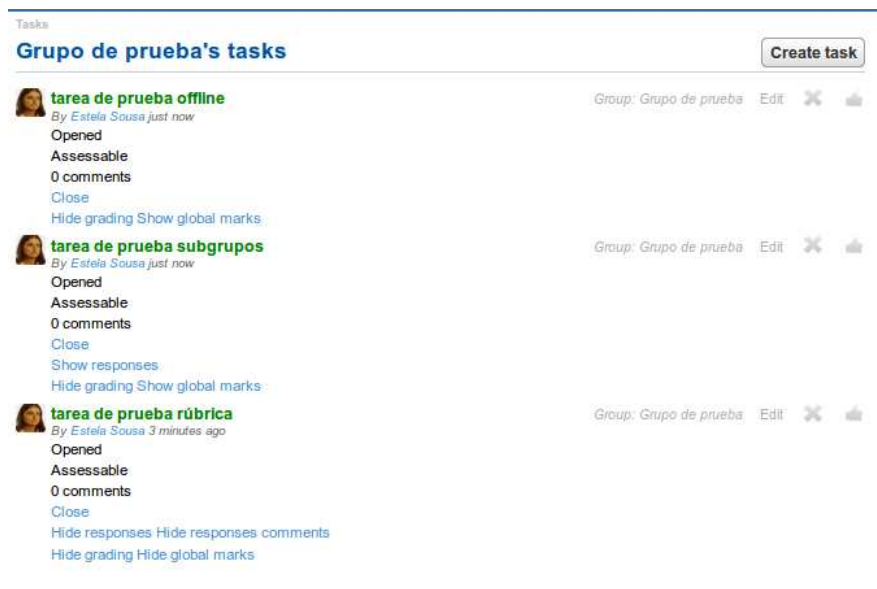 Tasks
Grupo de prueba's tasks
Create task
tarea de prueba offline
Group: Grupo de prueba Edit
By Estela Sousa just now
Opened
Assessable
0 comments
Close
Hide grading Show global marks
tarea de prueba subgrupos
Group: Grupo de prueba Edit
By Estela Sousa just now
Opened
Assessable
0 comments
Close
Show responses
Hide grading Show global marks
tarea de prueba rúbrica
Group: Grupo de prueba Edit
By Estela Sousa 3 minutes ago
Opened
Assessable
0 comments
Close
Hide responses Hide responses comments
Hide grading Hide global marks